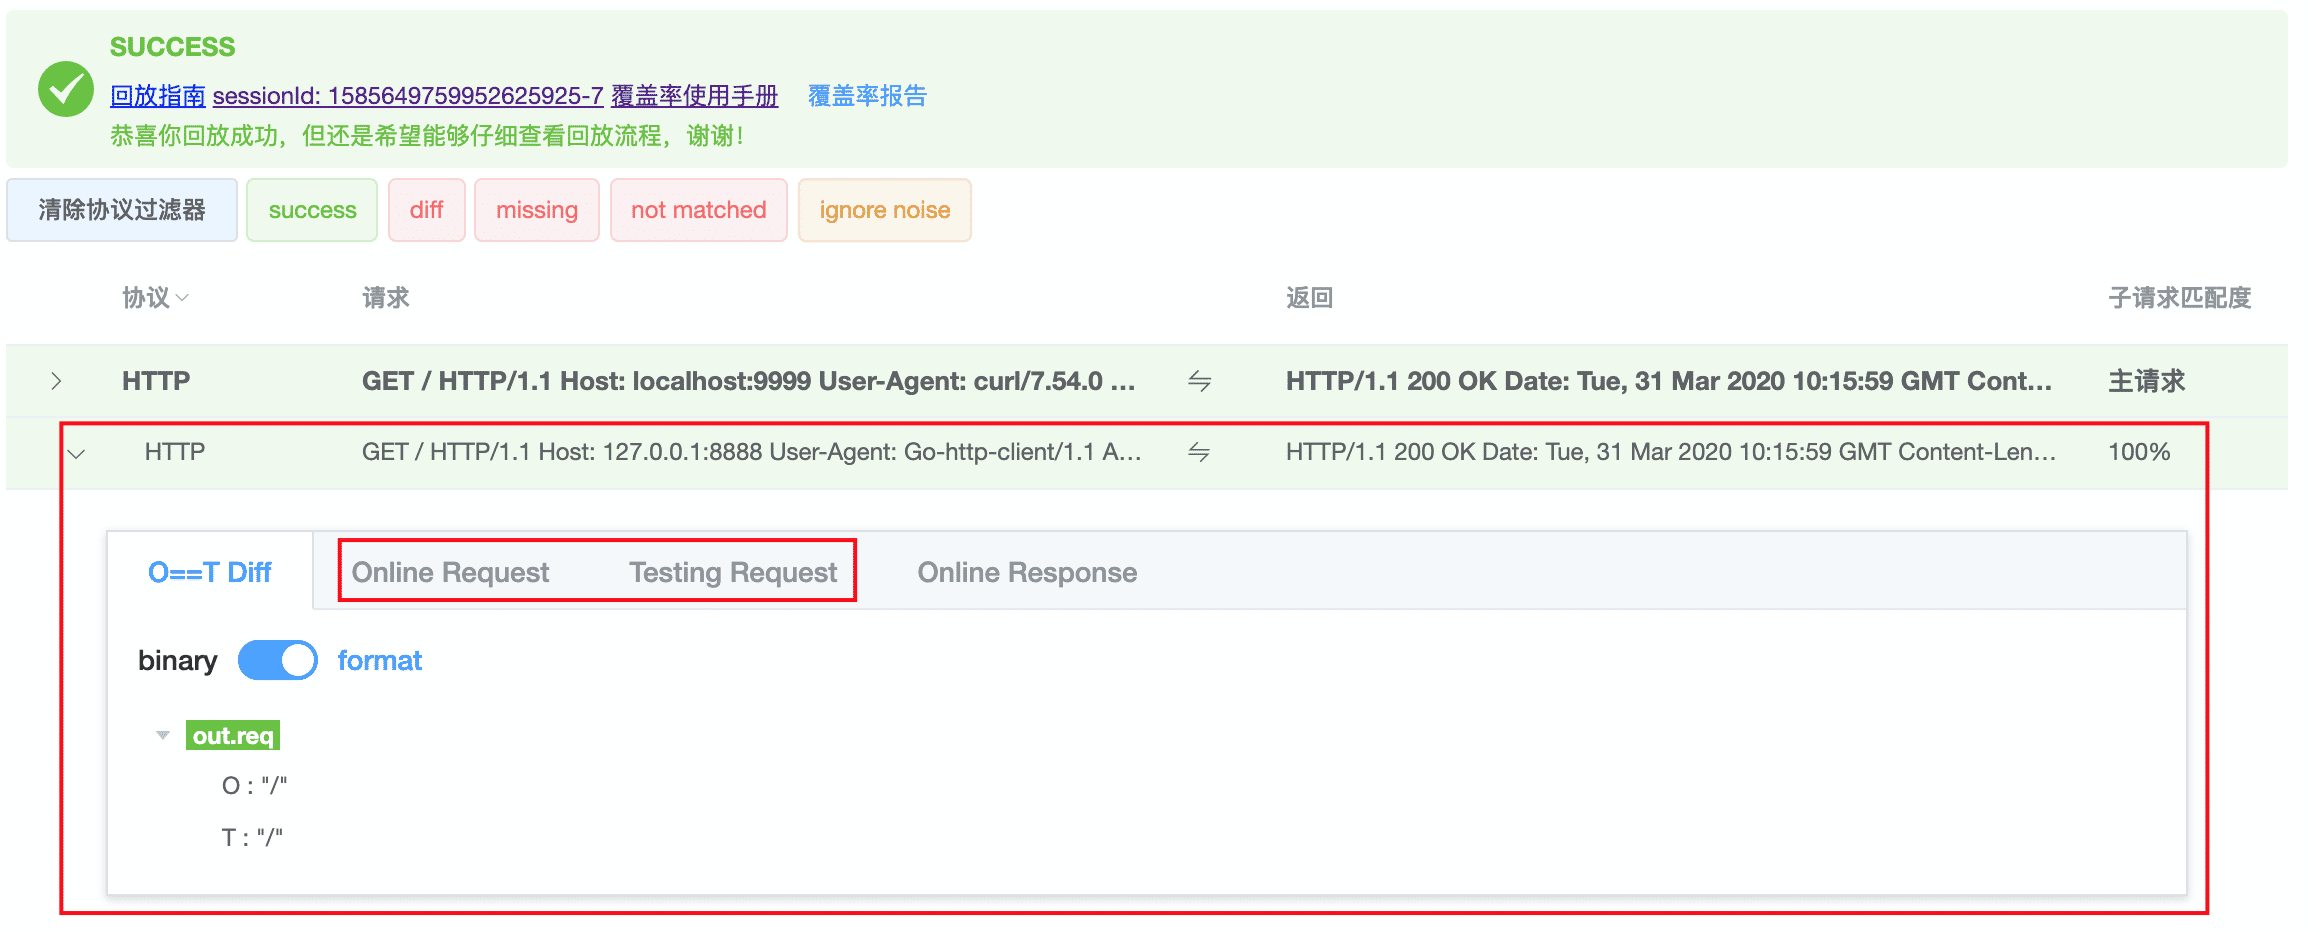 SUCCESS
回放指南 sessionId: 1585649759952625925-7 覆盖率使用手册 覆盖率报告
恭喜你回放成功，但还是希望能够仔细查看回放流程，谢谢！
清除协议过滤器 success diff missing not matched ignore noise
协议 请求 返回 子请求匹配度
HTTP GET / HTTP/1.1 Host: localhost:9999 User-Agent: curl/7.54.0 ... HTTP/1.1 200 OK Date: Tue, 31 Mar 2020 10:15:59 GMT Cont... 主请求
HTTP GET / HTTP/1.1 Host: 127.0.0.1:8888 User-Agent: Go-http-client/1.1 A... HTTP/1.1 200 OK Date: Tue, 31 Mar 2020 10:15:59 GMT Content-Len... 100%
O==T Diff Online Request Testing Request Online Response
binary format
out.req
O : "/"
T : "/"